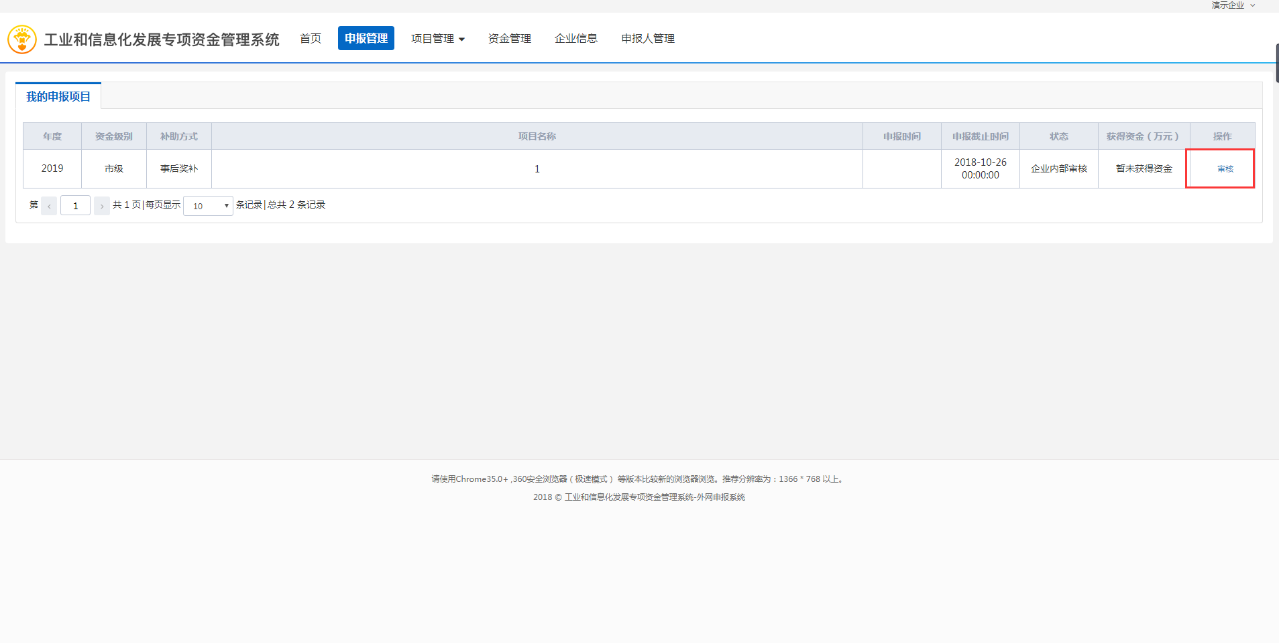 演示企业
工业和信息化发展专项资金管理系统 首页 申报管理 项目管理 资金管理 企业信息 申报人管理
我的申报项目
年度 资金级别 补助方式 项目名称 申报时间 申报截止时间 状态 获得资金（万元） 操作
2019 市级 事后奖补 1 2018-10-26 00:00:00 企业内部审核 暂未获得资金 审核
第 ‹ 1 › 共 1 页|每页显示 10 条记录|总共 2 条记录
请使用Chrome35.0+ ,360安全浏览器（极速模式） 等版本比较新的浏览器浏览。推荐分辨率为：1366 * 768 以上。
2018 © 工业和信息化发展专项资金管理系统-外网申报系统